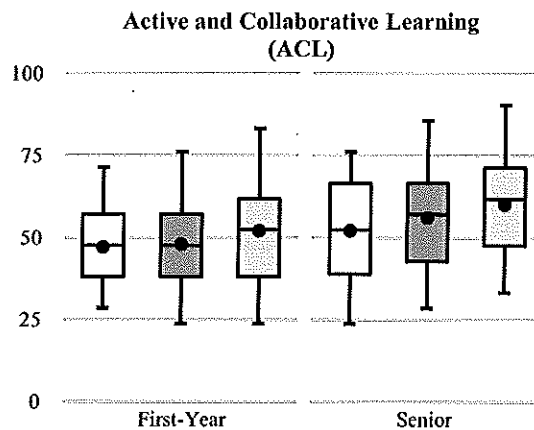 Active and Collaborative Learning
(ACL)
100
75
50
25
0
First-Year
Senior